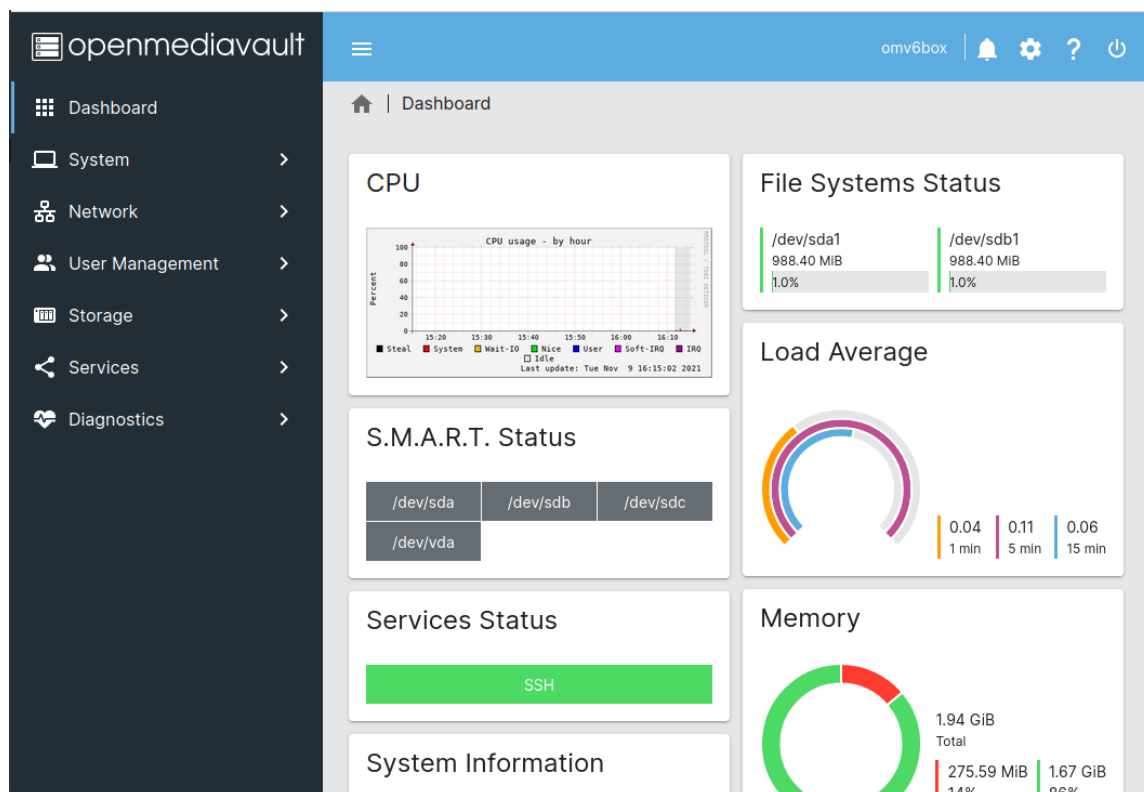 openmediavault
omv6box
Dashboard
System
Network
User Management
Storage
Services
Diagnostics
Dashboard
CPU
CPU usage - by hour
Percent
100
80
60
40
20
0
15:20 15:30 15:40 15:50 16:00 16:10
Steal System Wait-IO Nice User Soft-IRQ IRQ
Idle
Last update: Tue Nov 9 16:15:02 2021
RRDTOOL / TOBI OETIKER
S.M.A.R.T. Status
/dev/sda /dev/sdb /dev/sdc
/dev/vda
Services Status
SSH
System Information
File Systems Status
/dev/sda1 /dev/sdb1
988.40 MiB 988.40 MiB
1.0% 1.0%
Load Average
0.04 0.11 0.06
1 min 5 min 15 min
Memory
1.94 GiB
Total
275.59 MiB 1.67 GiB
14% 86%